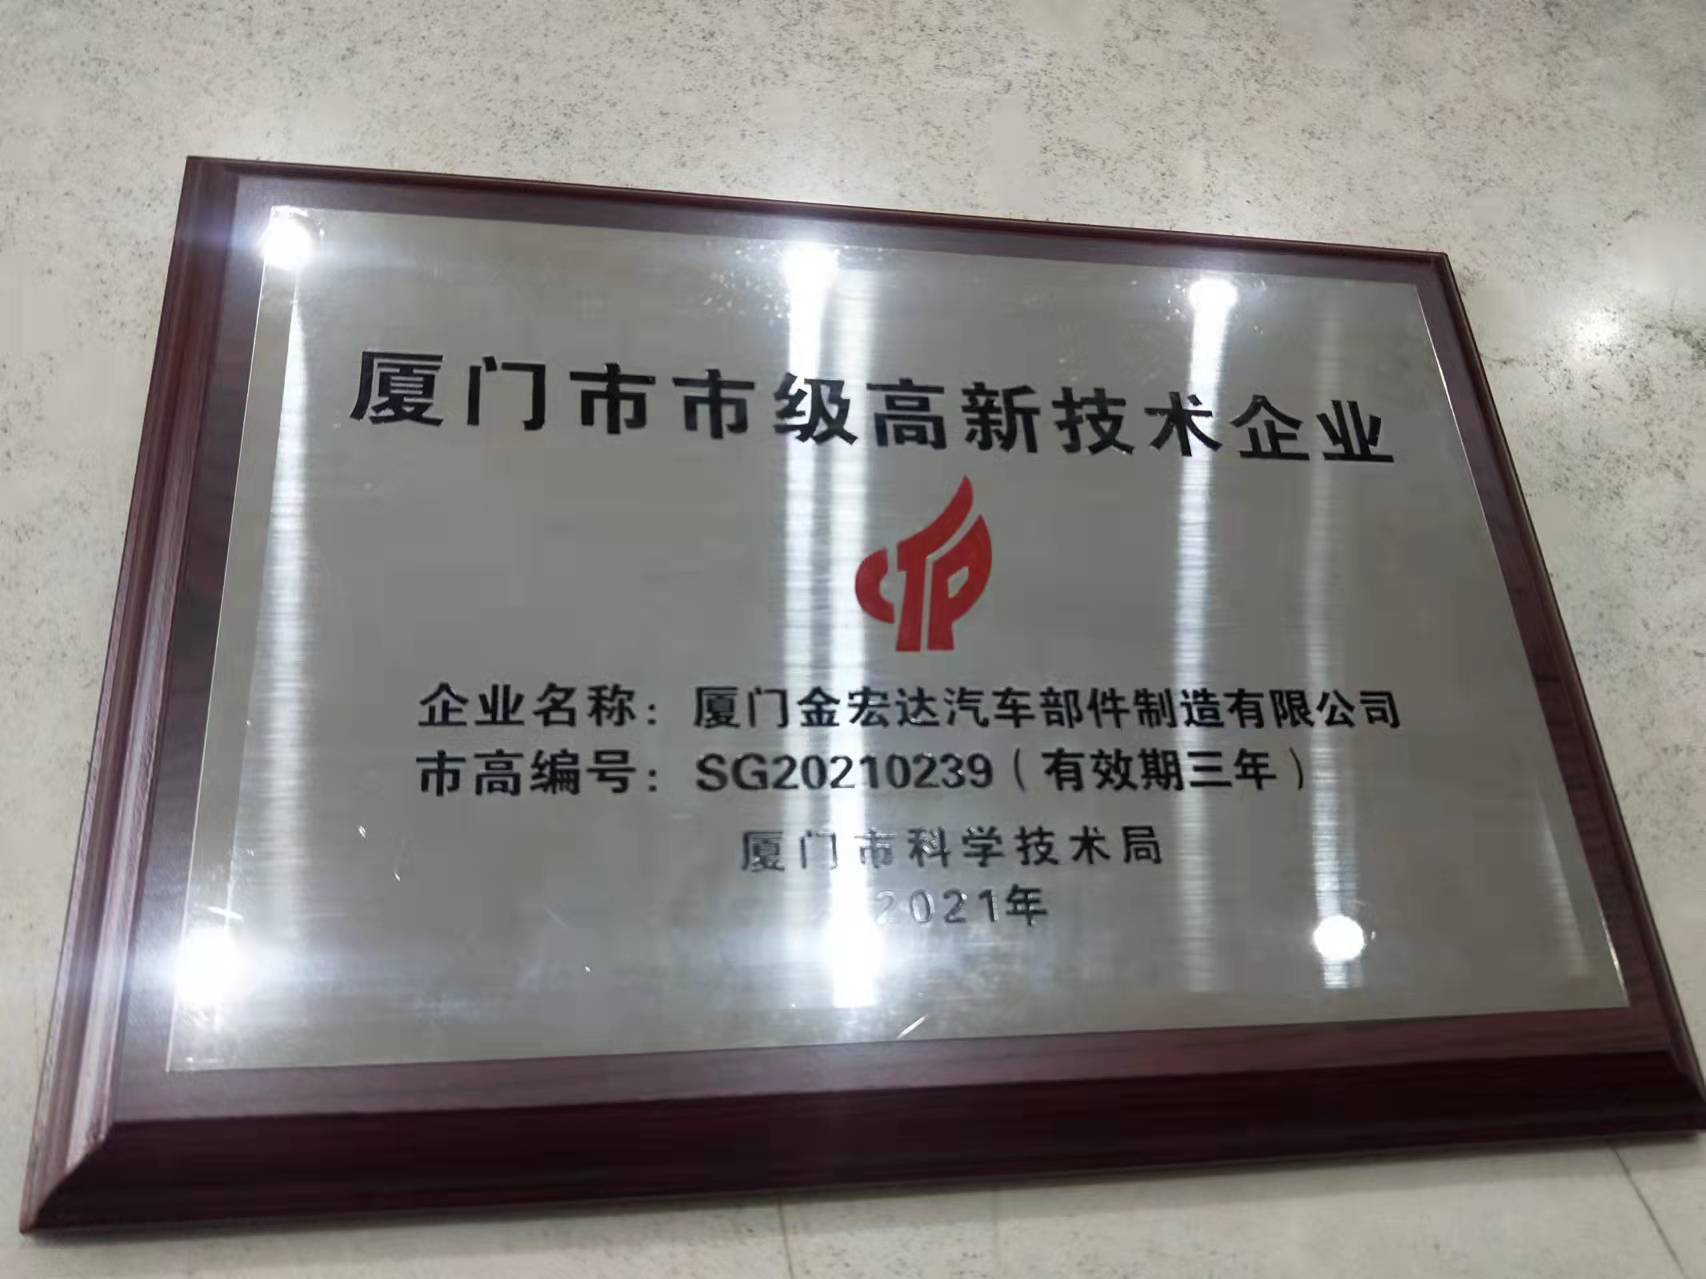 厦门市市级高新技术企业
企业名称：厦门金宏达汽车部件制造有限公司
市高编号：SG20210239（有效期三年）
厦门市科学技术局
2021年